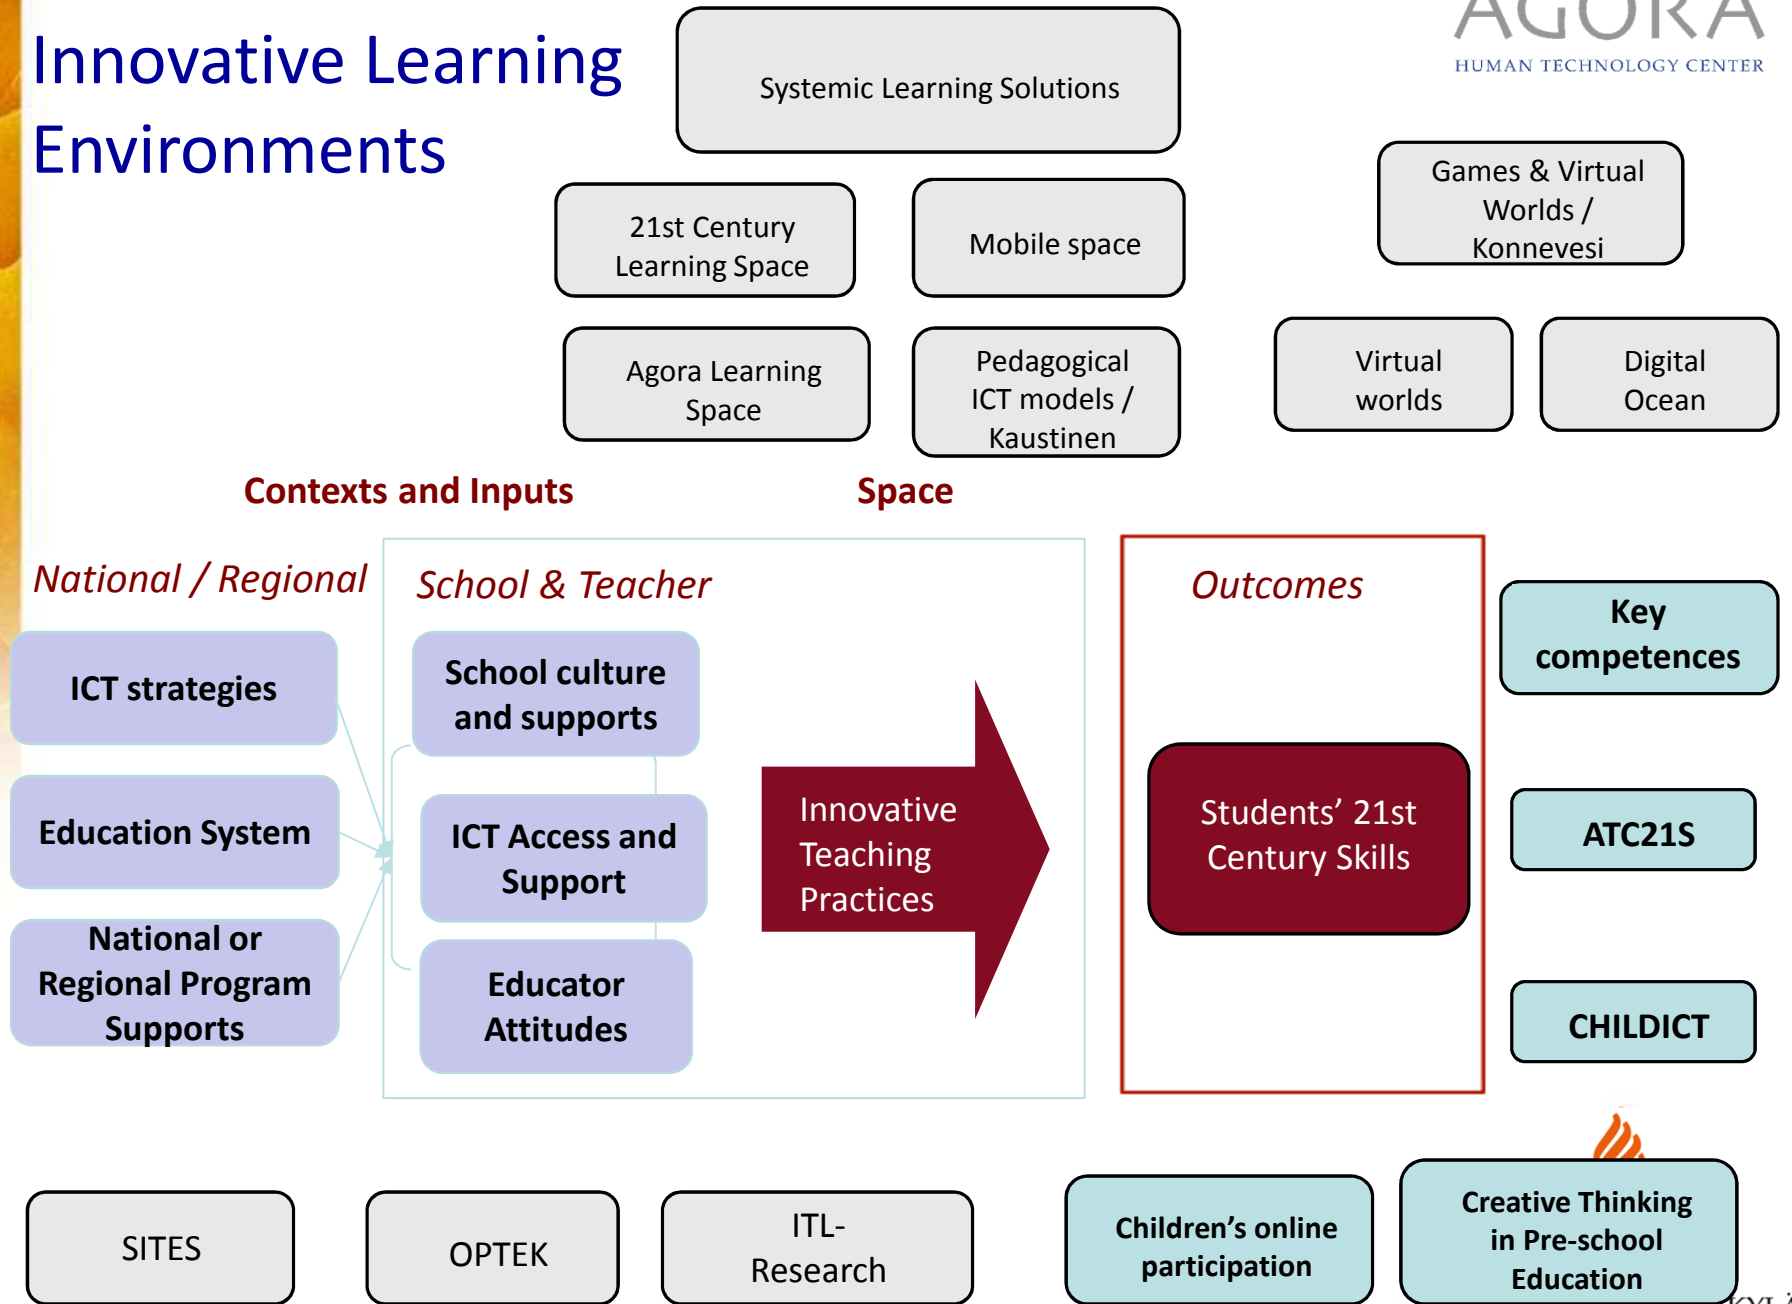 Innovative Learning
Environments
AGORA
HUMAN TECHNOLOGY CENTER
Systemic Learning Solutions
Games & Virtual
Worlds /
Konnevesi
21st Century
Learning Space
Mobile space
Agora Learning
Space
Pedagogical
ICT models /
Kaustinen
Virtual
worlds
Digital
Ocean
Contexts and Inputs
Space
National / Regional
School & Teacher
Outcomes
ICT strategies
Education System
National or
Regional Program
Supports
School culture
and supports
ICT Access and
Support
Educator
Attitudes
Innovative
Teaching
Practices
Students’ 21st
Century Skills
Key
competences
ATC21S
CHILDICT
SITES
OPTEK
ITL-
Research
Children’s online
participation
Creative Thinking
in Pre-school
Education